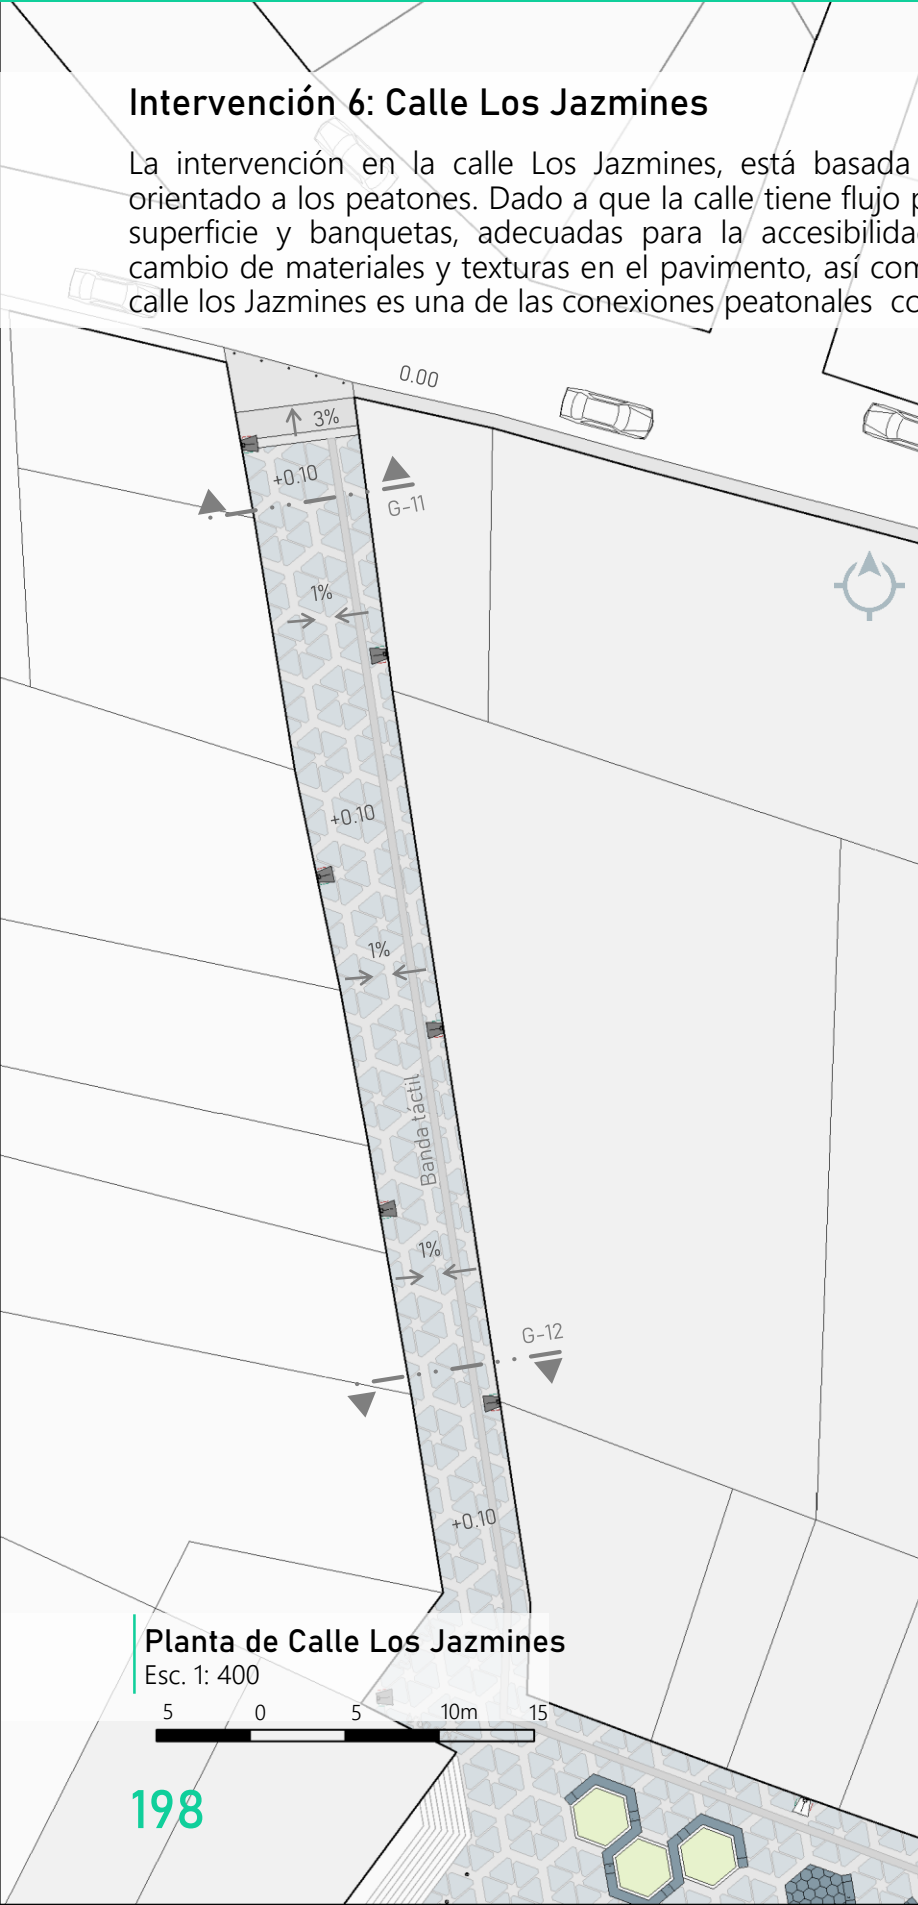 Intervención 6: Calle Los Jazmines
La intervención en la calle Los Jazmines, está basada
orientado a los peatones. Dado a que la calle tiene flujo p
superficie y banquetas, adecuadas para la accesibilida
cambio de materiales y texturas en el pavimento, así com
calle los Jazmines es una de las conexiones peatonales co
0.00
3%
+0.10
G-11
1%
+0.10
1%
Banda táctil
1%
G-12
+0.10
Planta de Calle Los Jazmines
Esc. 1: 400
5 0 5 10m 15
198